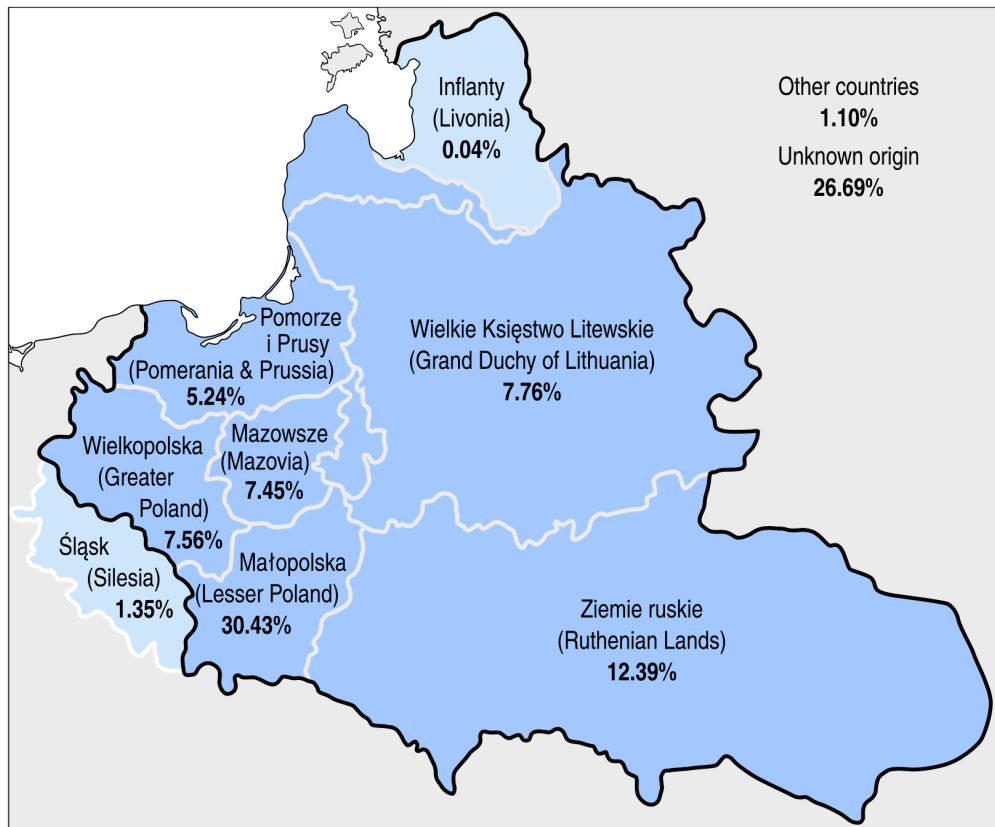 Inflanty
(Livonia)
0.04%
Other countries
1.10%
Unknown origin
26.69%
Pomorze
i Prusy
(Pomerania & Prussia)
5.24%
Wielkie Księstwo Litewskie
(Grand Duchy of Lithuania)
7.76%
Wielkopolska
(Greater
Poland)
7.56%
Mazowsze
(Mazovia)
7.45%
Śląsk
(Silesia)
1.35%
Małopolska
(Lesser Poland)
30.43%
Ziemie ruskie
(Ruthenian Lands)
12.39%